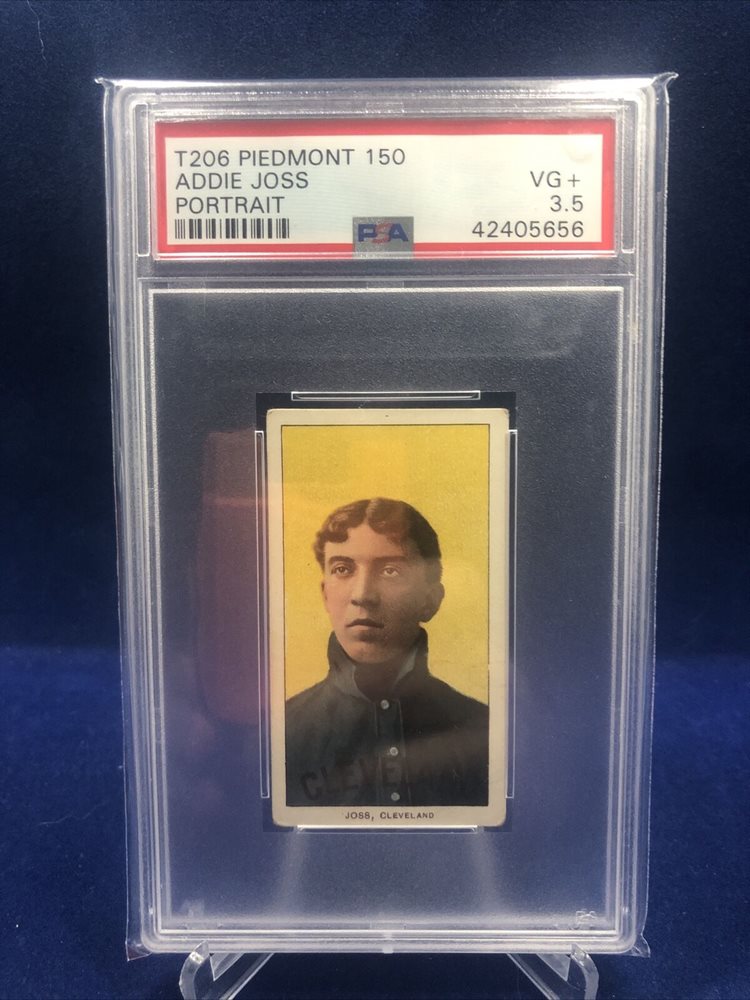 T206 PIEDMONT 150
ADDIE JOSS
VG+
PORTRAIT
3.5
PSA
42405656
CLEVELAND
JOSS, CLEVELAND